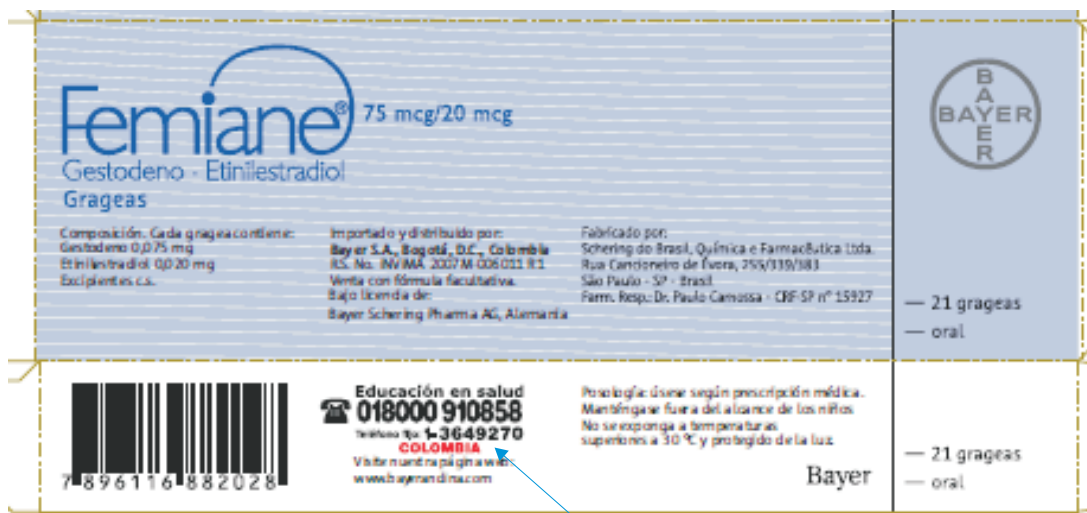 Femiane® 75 mcg/20 mcg
Gestodeno - Etinilestradiol
Grageas
Composición. Cada gragea contiene:
Gestodeno 0,075 mg
Etinilestradiol 0,020 mg
Excipientes c.s.
Importado y distribuido por:
Bayer S.A., Bogotá, D.C., Colombia
R.S. No. INVIMA 2007 M-006011 R1
Venta con fórmula facultativa.
Bajo licencia de:
Bayer Schering Pharma AG, Alemania
Fabricado por:
Schering do Brasil, Química e Farmacêutica Ltda.
Rua Cancioneiro de Évora, 255/339/383
São Paulo - SP - Brasil
Farm. Resp.: Dr. Paulo Camossa - CRF-SP nº 15927
BAYER
BAYER
— 21 grageas
— oral
7 896116 882028
Educación en salud
018000 910858
Teléfono fijo: 1-3649270
COLOMBIA
Visite nuestra página web:
www.bayerandina.com
Posología: úsese según prescripción médica.
Manténgase fuera del alcance de los niños
No se exponga a temperaturas
superiores a 30 ºC y protegido de la luz.
Bayer
— 21 grageas
— oral